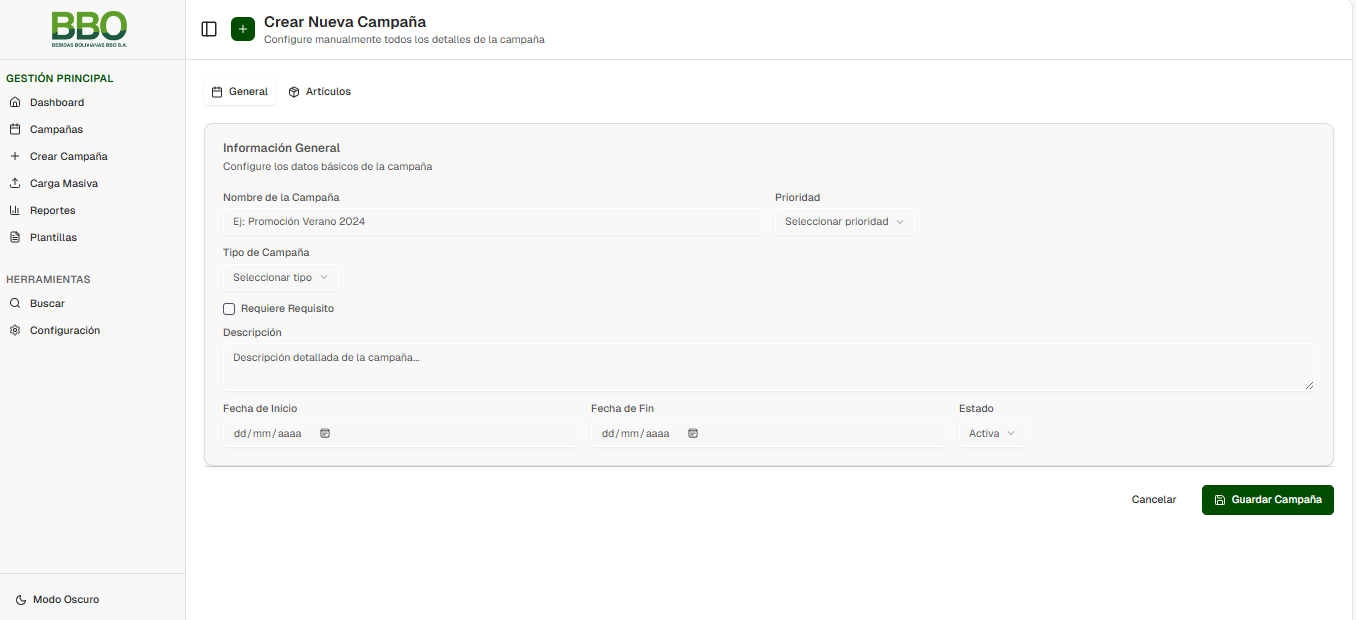 BBO
BEBIDAS BOLIVIANAS BBO S.A.
GESTIÓN PRINCIPAL
Dashboard
Campañas
Crear Campaña
Carga Masiva
Reportes
Plantillas
HERRAMIENTAS
Buscar
Configuración
Modo Oscuro
Crear Nueva Campaña
Configure manualmente todos los detalles de la campaña
General Artículos
Información General
Configure los datos básicos de la campaña
Nombre de la Campaña Prioridad
Ej: Promoción Verano 2024 Seleccionar prioridad
Tipo de Campaña
Seleccionar tipo
Requiere Requisito
Descripción
Descripción detallada de la campaña...
Fecha de Inicio Fecha de Fin Estado
dd/mm/aaaa dd/mm/aaaa Activa
Cancelar Guardar Campaña